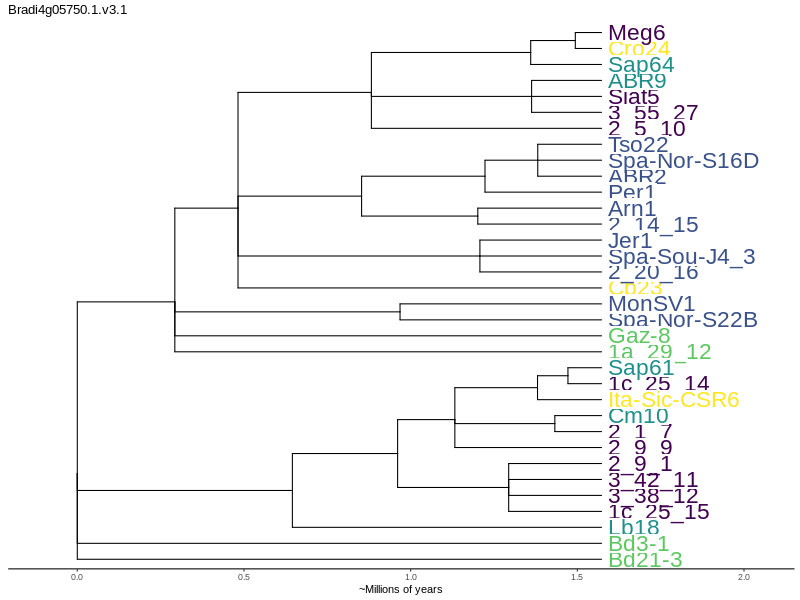 Bradi4g05750.1.v3.1
Meg6
Cro24
Sap64
ABR9
Siat5
3_55_27
2_5_10
Tso22
Spa-Nor-S16D
ABR2
Per1
Arn1
2_14_15
Jer1
Spa-Sou-J4_3
2_20_16
Cb23
MonSV1
Spa-Nor-S22B
Gaz-8
1a_29_12
Sap61
1c_25_14
Ita-Sic-CSR6
Cm10
2_1_7
2_9_9
2_9_1
3_42_11
3_38_12
1c_25_15
Lb18
Bd3-1
Bd21-3
0.0 0.5 1.0 1.5 2.0
~Millions of years